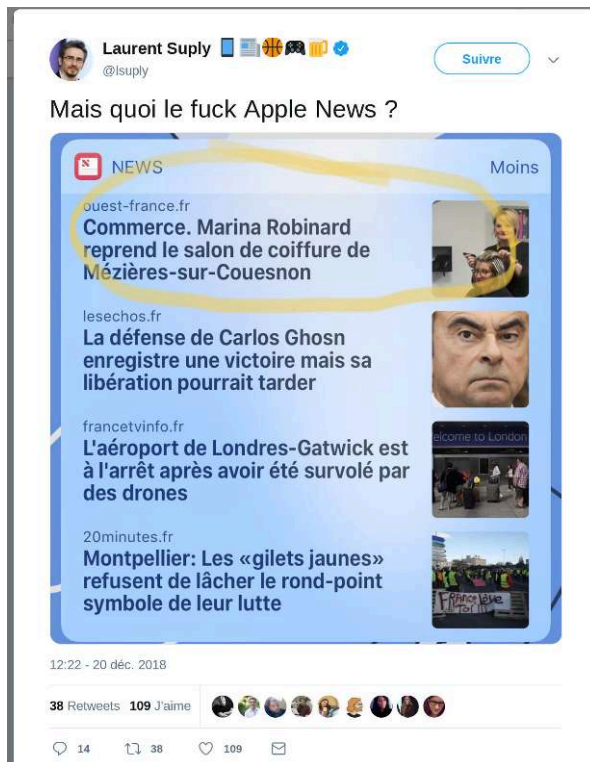 Laurent Suply
@lsuply
Suivre
Mais quoi le fuck Apple News ?
NEWS
Moins
ouest-france.fr
Commerce. Marina Robinard
reprend le salon de coiffure de
Mézières-sur-Couesnon
lesechos.fr
La défense de Carlos Ghosn
enregistre une victoire mais sa
libération pourrait tarder
francetvinfo.fr
L'aéroport de Londres-Gatwick est
à l'arrêt après avoir été survolé par
des drones
elcome to London
20minutes.fr
Montpellier: Les «gilets jaunes»
refusent de lâcher le rond-point
symbole de leur lutte
12:22 - 20 déc. 2018
38 Retweets 109 J'aime
14 38 109